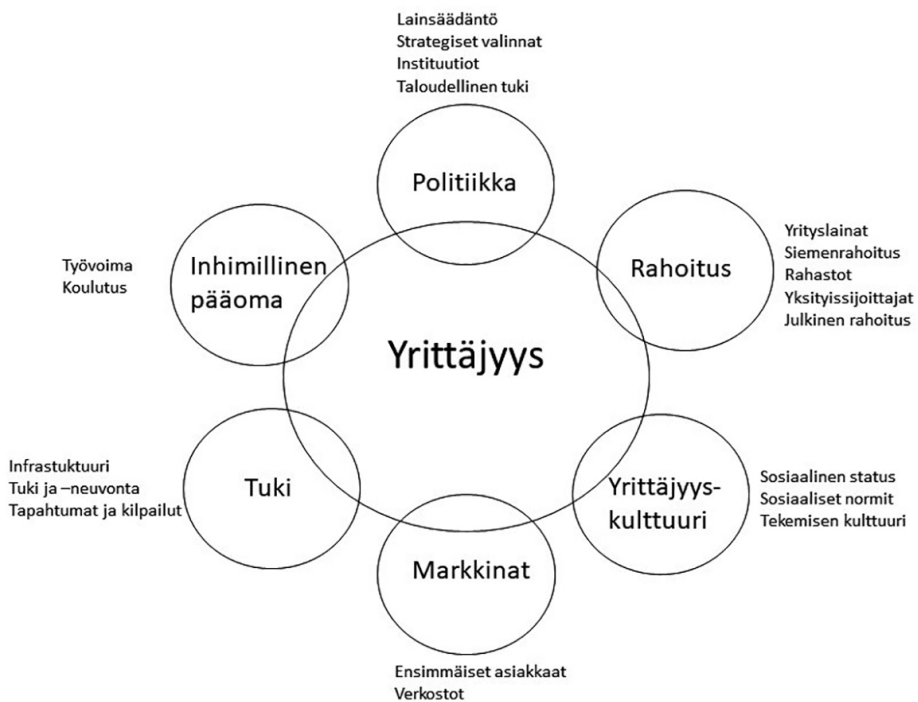 Lainsäädäntö
Strategiset valinnat
Instituutiot
Taloudellinen tuki
Politiikka
Rahoitus
Yrityslainat
Siemenrahoitus
Rahastot
Yksityissijoittajat
Julkinen rahoitus
Työvoima
Koulutus
Inhimillinen
pääoma
Yrittäjyys
Infrastuktuuri
Tuki ja –neuvonta
Tapahtumat ja kilpailut
Tuki
Yrittäjyys-
kulttuuri
Sosiaalinen status
Sosiaaliset normit
Tekemisen kulttuuri
Markkinat
Ensimmäiset asiakkaat
Verkostot